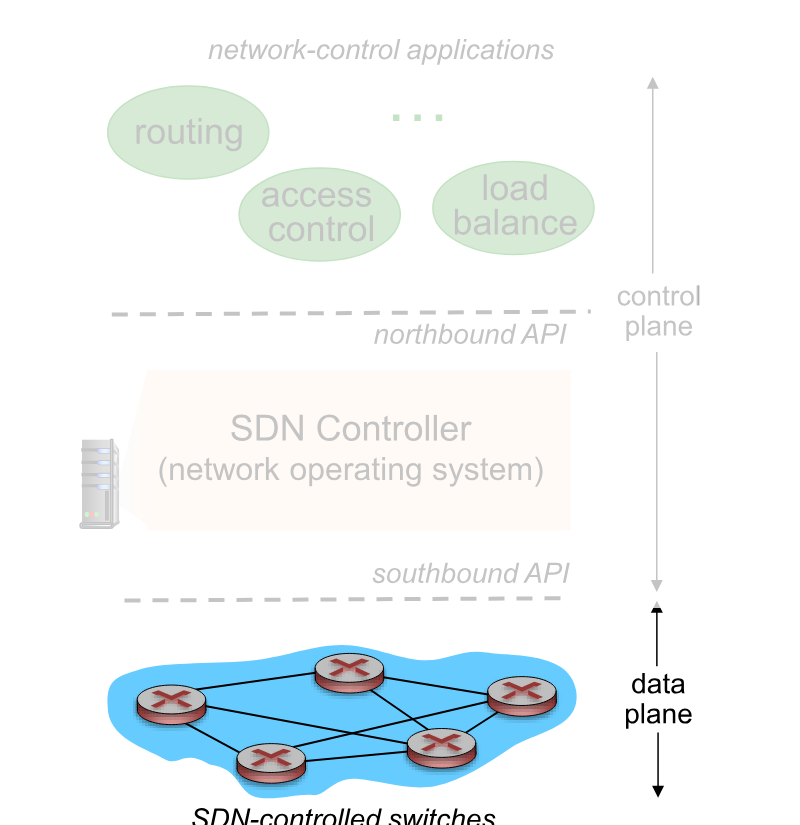 network-control applications
routing
...
access
control
load
balance
control
plane
northbound API
SDN Controller
(network operating system)
southbound API
data
plane
SDN-controlled switches